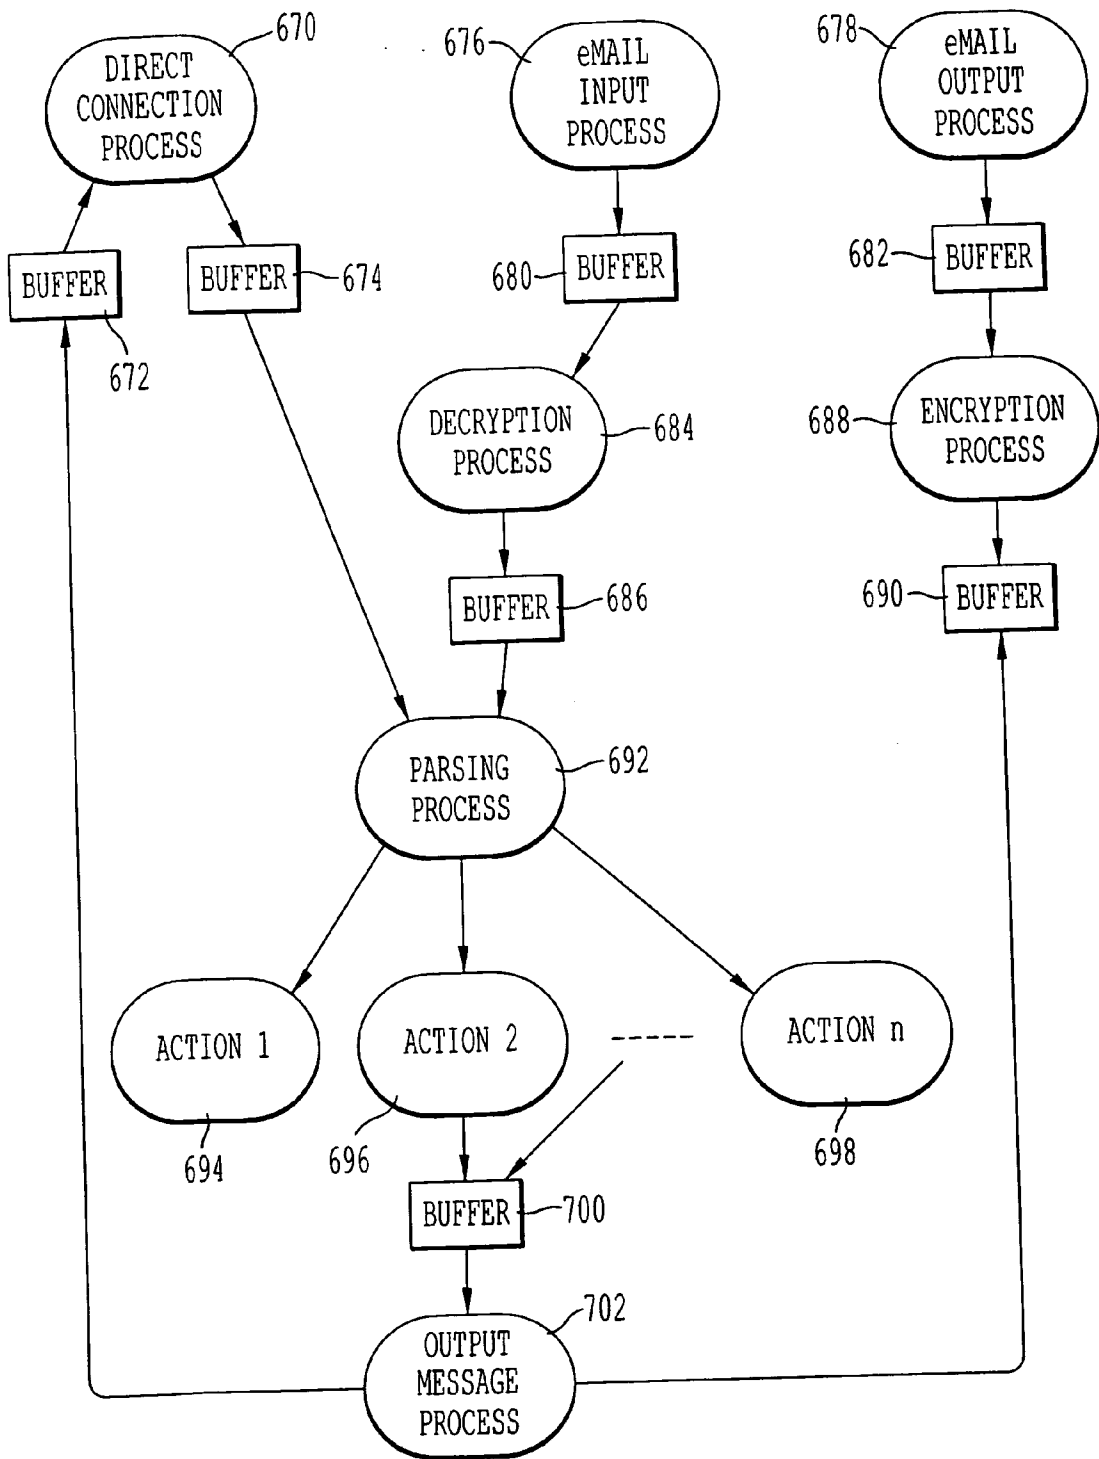 670
DIRECT
CONNECTION
PROCESS
676
eMAIL
INPUT
PROCESS
678
eMAIL
OUTPUT
PROCESS
BUFFER
672
BUFFER
674
680
BUFFER
682
BUFFER
DECRYPTION
PROCESS
684
688
ENCRYPTION
PROCESS
BUFFER
686
690
BUFFER
PARSING
PROCESS
692
ACTION 1
694
ACTION 2
696
-----
ACTION n
698
BUFFER
700
702
OUTPUT
MESSAGE
PROCESS